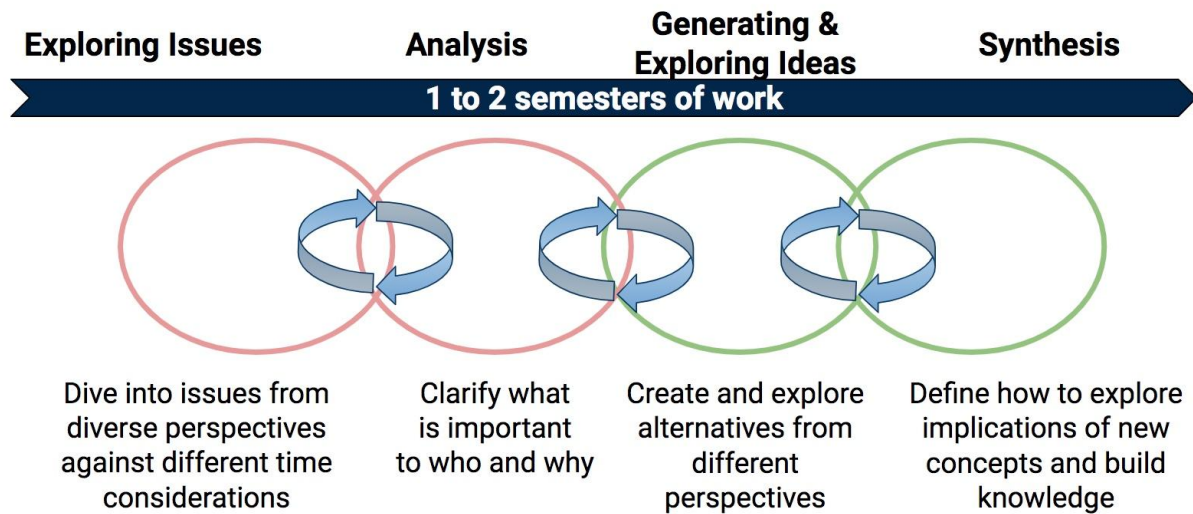 Exploring Issues
Analysis
Generating &
Exploring Ideas
Synthesis
1 to 2 semesters of work
Dive into issues from
diverse perspectives
against different time
considerations
Clarify what
is important
to who and why
Create and explore
alternatives from
different
perspectives
Define how to explore
implications of new
concepts and build
knowledge